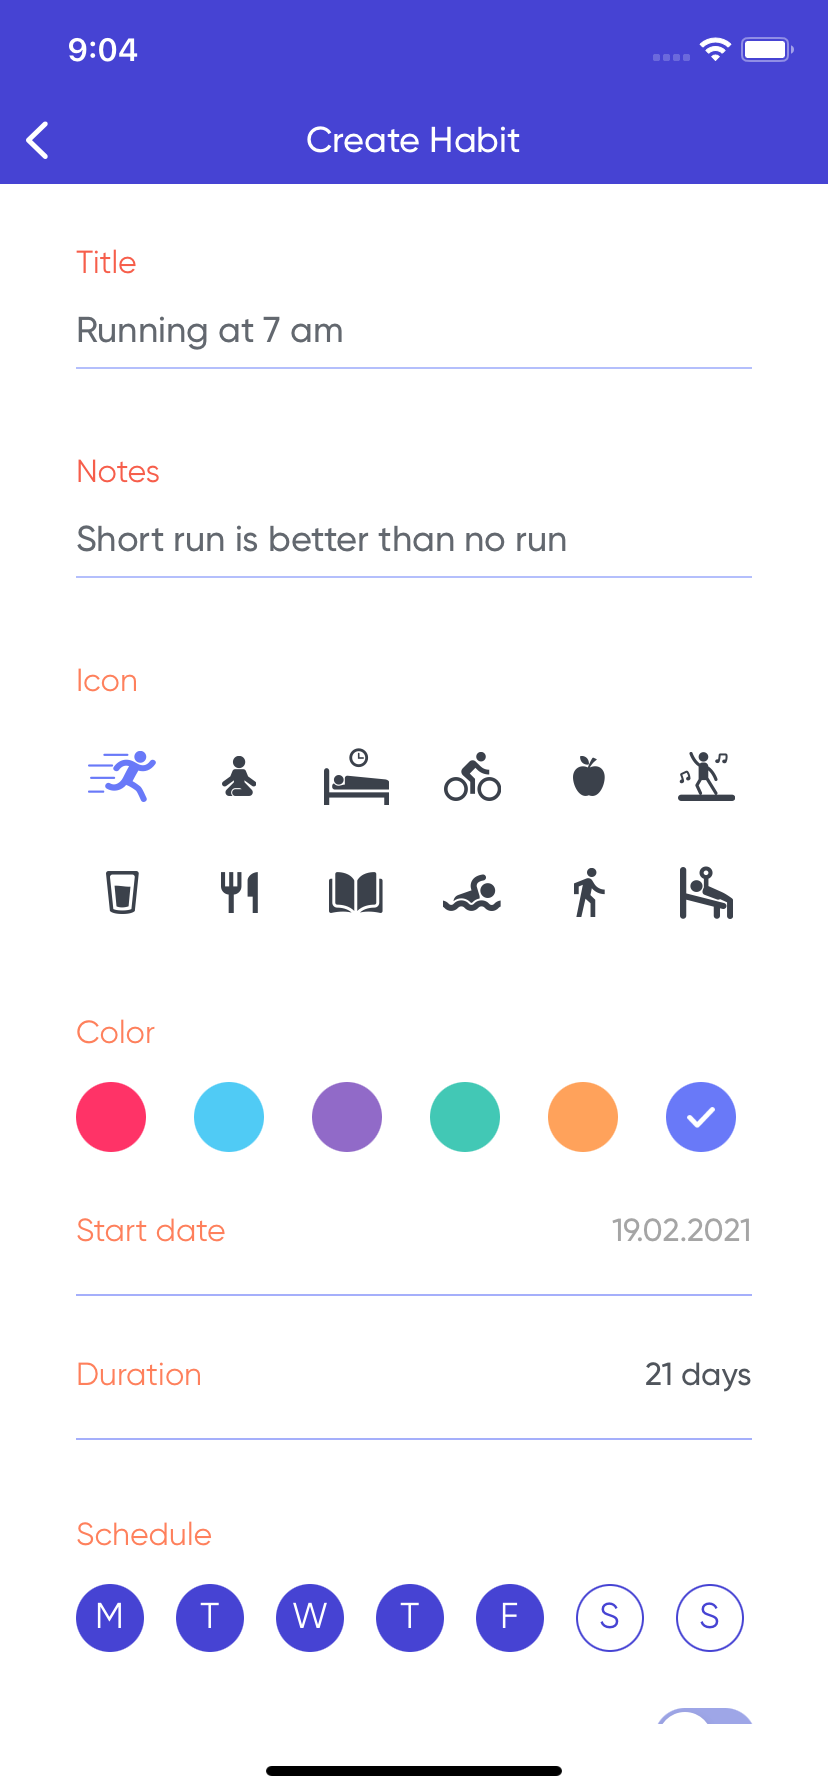 9:04
Create Habit
Title
Running at 7 am
Notes
Short run is better than no run
Icon
Color
Start date 19.02.2021
Duration 21 days
Schedule
M T W T F S S